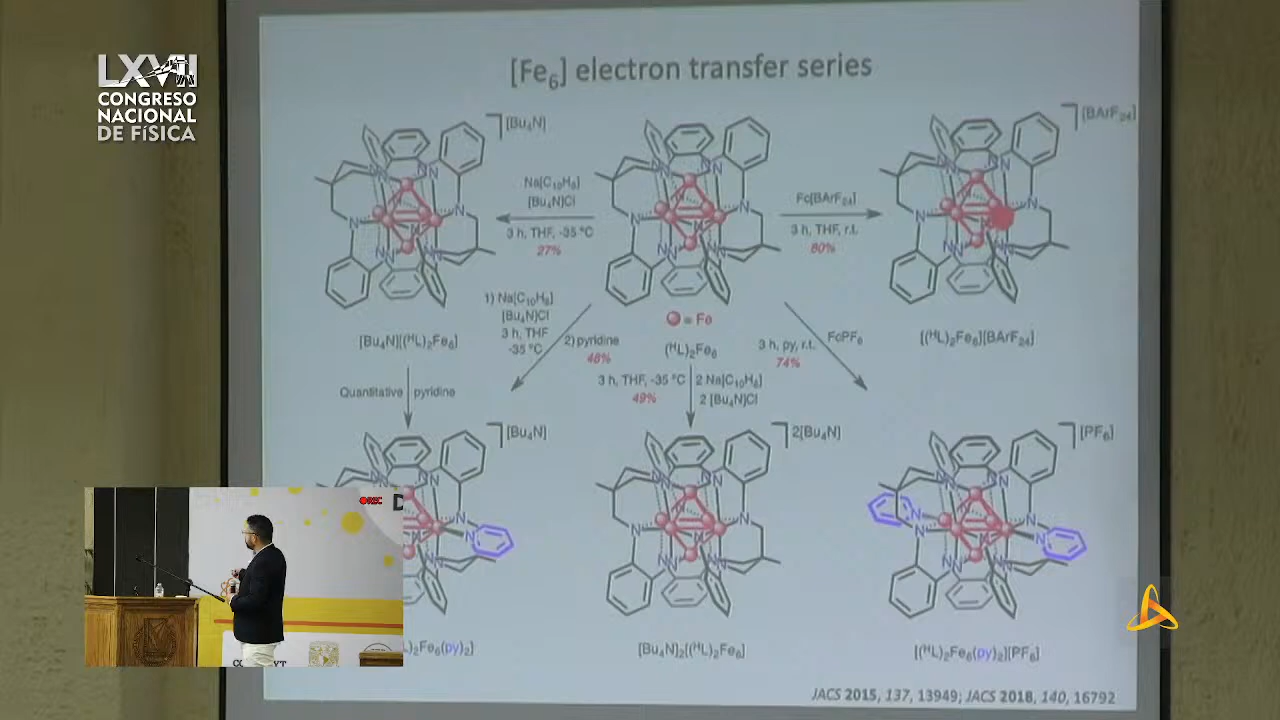 LXVII
CONGRESO
NACIONAL
DE FÍSICA
[Fe₆] electron transfer series
[Bu₄N]
[BArF₂₄]
Na[C₁₀H₈]
[Bu₄N]Cl
3 h, THF, -35 °C
27%
Fc[BArF₂₄]
3 h, THF, r.t.
80%
[Bu₄N][(ᴴL)₂Fe₆]
= Fe
(ᴴL)₂Fe₆
[(ᴴL)₂Fe₆][BArF₂₄]
1) Na[C₁₀H₈]
[Bu₄N]Cl
3 h, THF
-35 °C
2) pyridine
48%
Quantitative
pyridine
3 h, THF, -35 °C
49%
2 Na[C₁₀H₈]
2 [Bu₄N]Cl
3 h, py, r.t.
74%
FcPF₆
[Bu₄N]
2[Bu₄N]
[PF₆]
REC
L)₂Fe₆(py)₂]
[Bu₄N]₂[(ᴴL)₂Fe₆]
[(ᴴL)₂Fe₆(py)₂][PF₆]
JACS 2015, 137, 13949; JACS 2018, 140, 16792